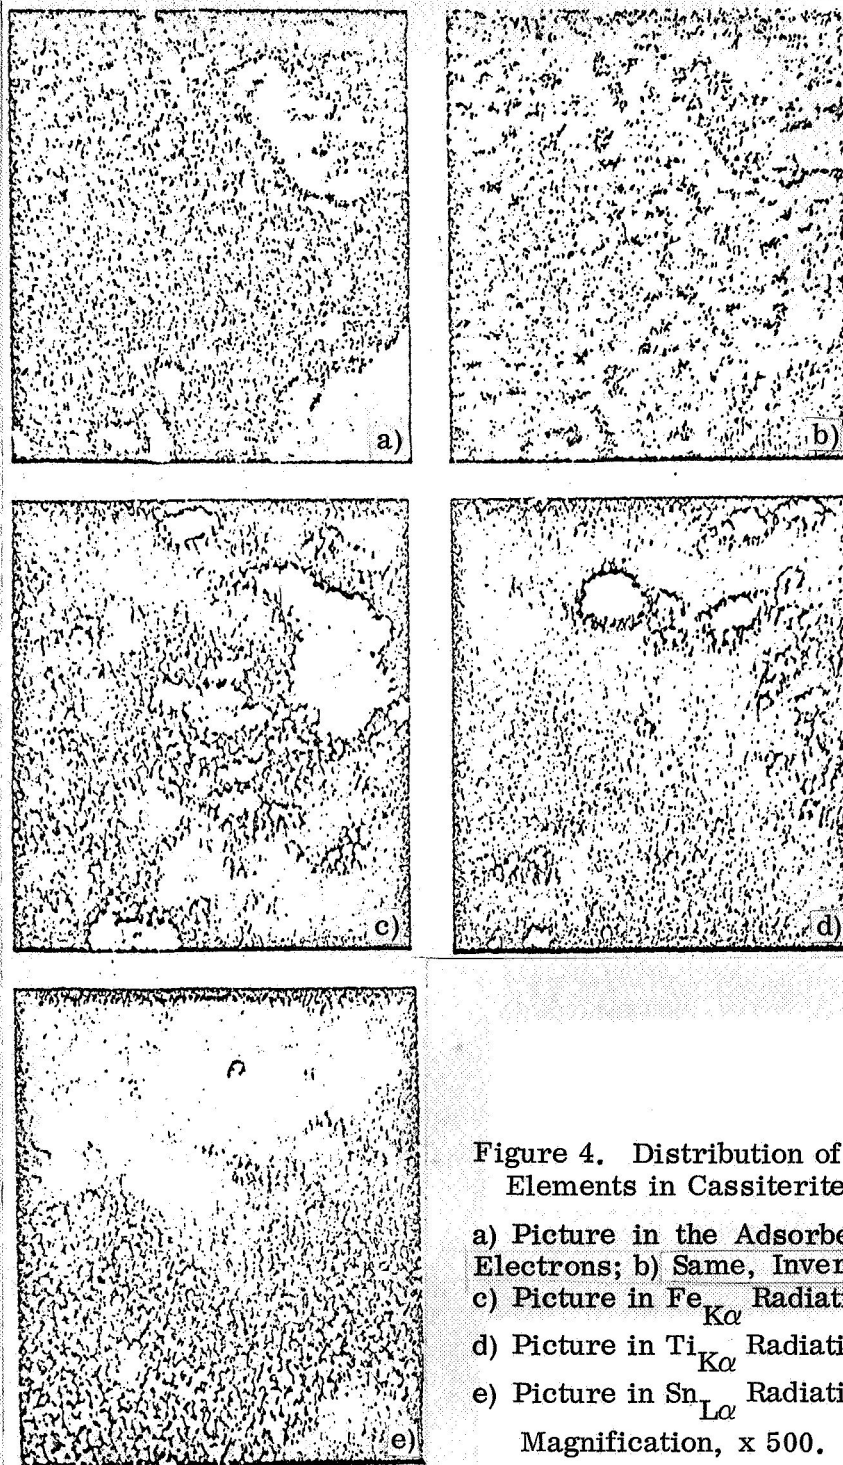 a)
b)
c)
d)
e)
Figure 4. Distribution of
Elements in Cassiterite
a) Picture in the Adsorbe
Electrons; b) Same, Inver
c) Picture in Fe Kα Radiati
d) Picture in Ti Kα Radiati
e) Picture in Sn Lα Radiati
Magnification, x 500.